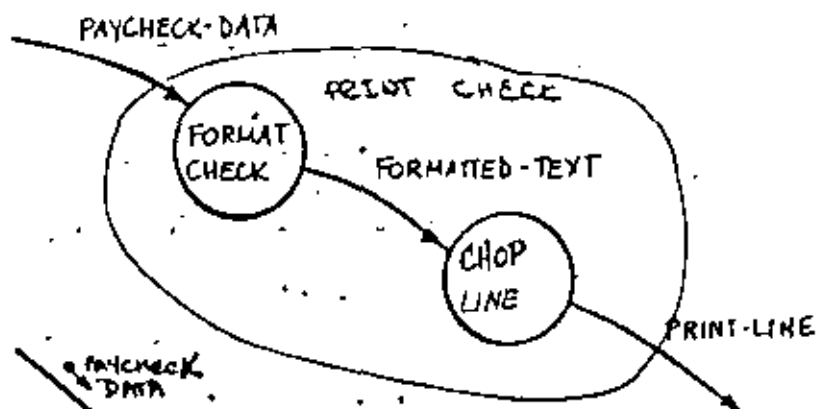 PAYCHECK-DATA
PRINT CHECK
FORMAT
CHECK
FORMATTED-TEXT
CHOP
LINE
PRINT-LINE
PAYCHECK
DATA